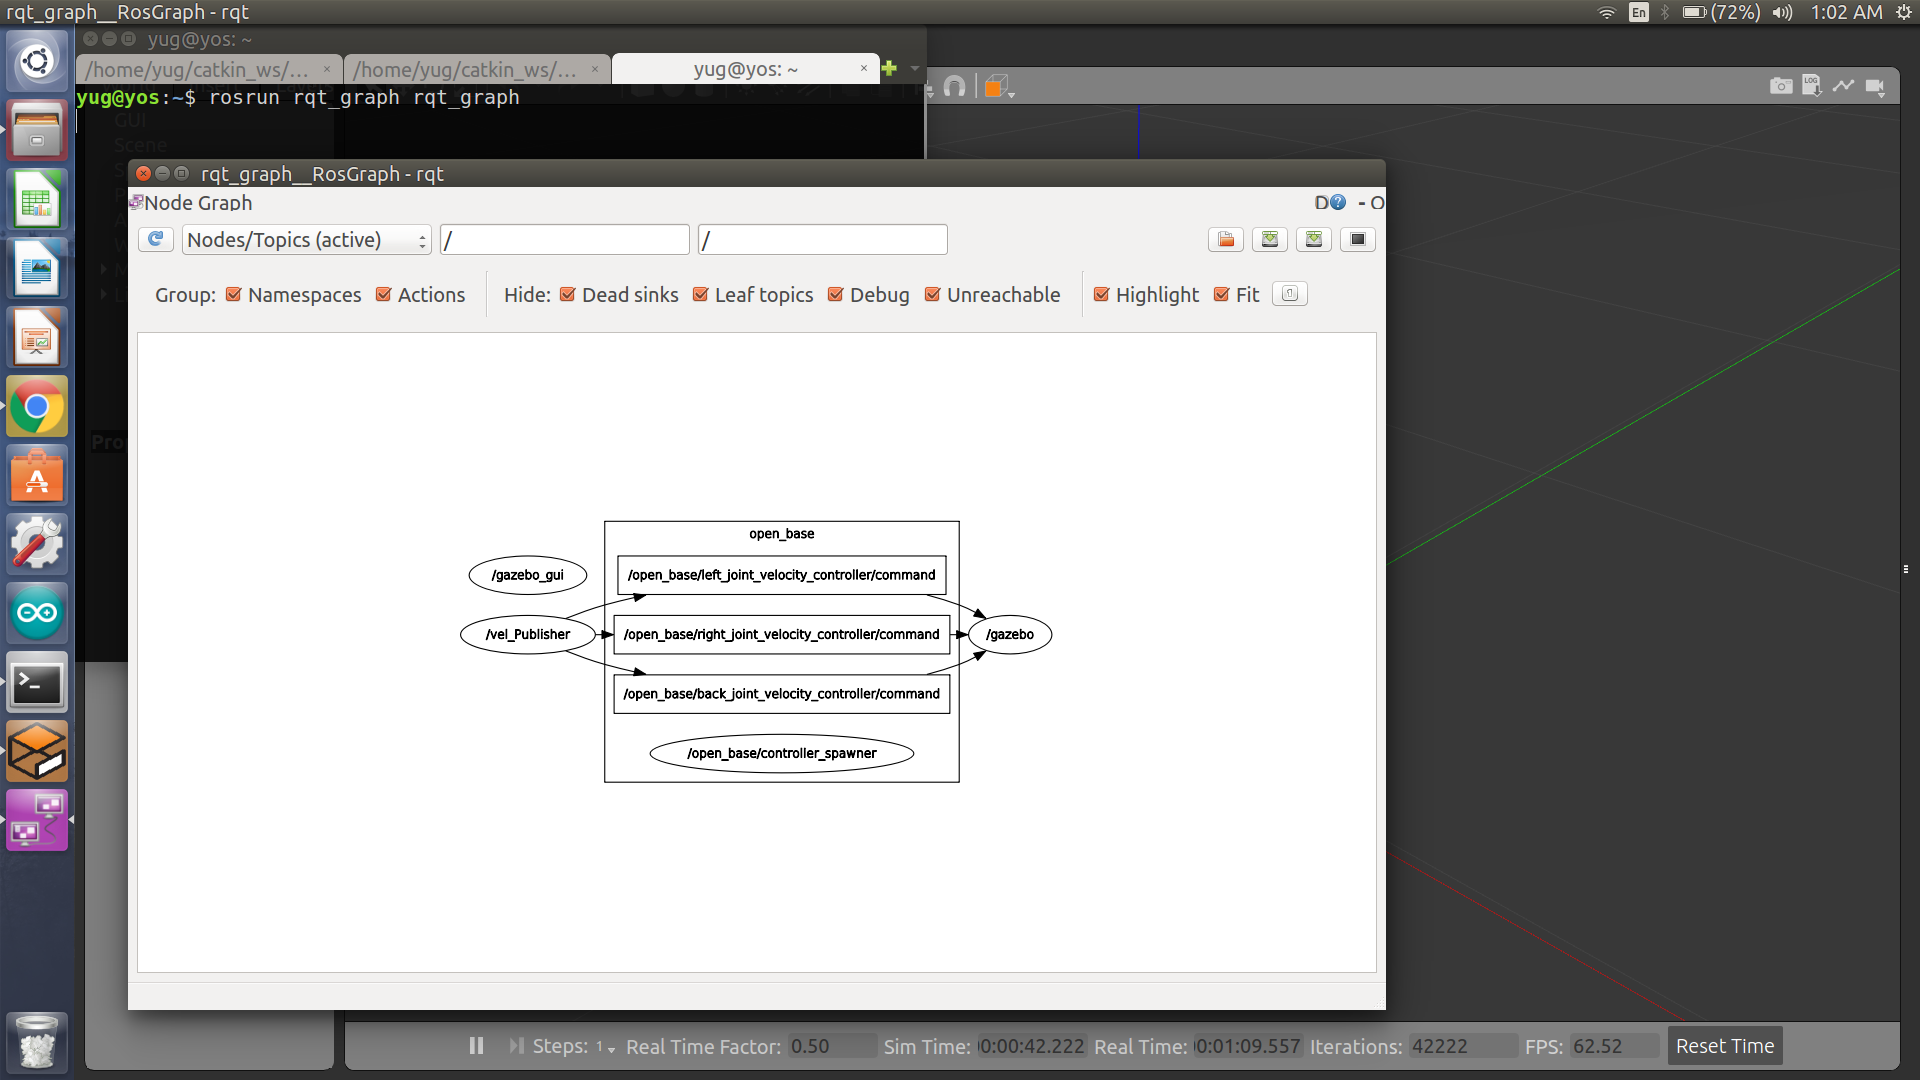 rqt_graph__RosGraph - rqt
En
(72%)
1:02 AM
yug@yos: ~
/home/yug/catkin_ws/...
/home/yug/catkin_ws/...
yug@yos: ~
yug@yos:~$ rosrun rqt_graph rqt_graph
GUI
Scene
rqt_graph__RosGraph - rqt
Node Graph
D
- O
Nodes/Topics (active)
/
/
Group:
Namespaces
Actions
Hide:
Dead sinks
Leaf topics
Debug
Unreachable
Highlight
Fit
open_base
/gazebo_gui
/open_base/left_joint_velocity_controller/command
/vel_Publisher
/open_base/right_joint_velocity_controller/command
/gazebo
/open_base/back_joint_velocity_controller/command
/open_base/controller_spawner
LOG
Steps: 1
Real Time Factor: 0.50
Sim Time: 0:00:42.222
Real Time: 0:01:09.557
Iterations: 42222
FPS: 62.52
Reset Time